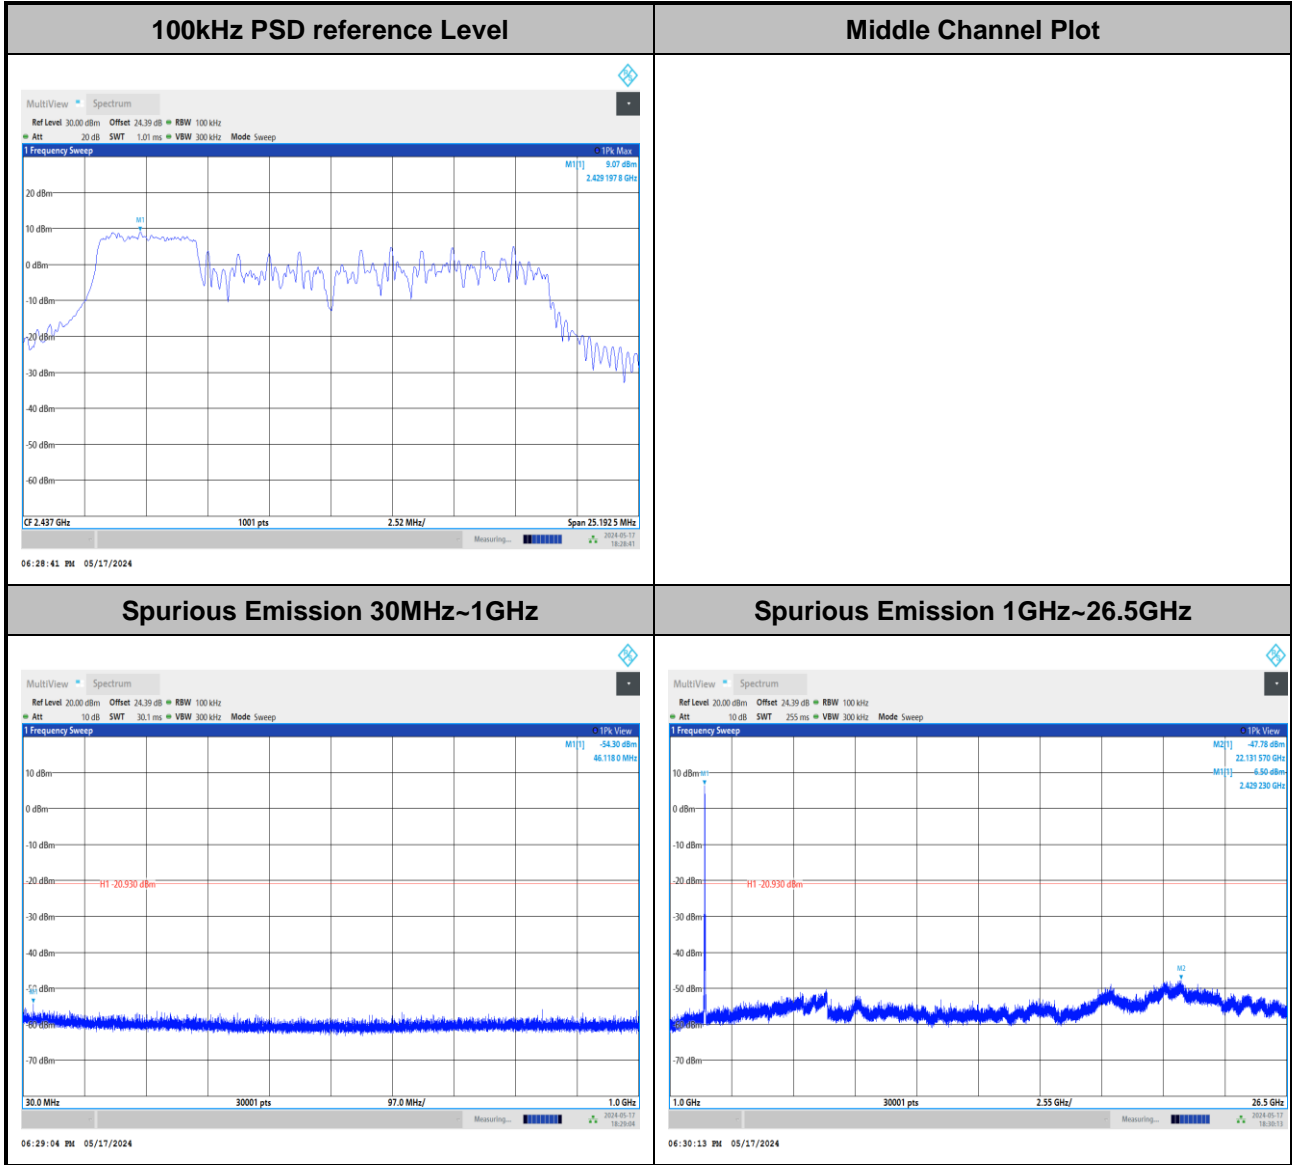 100kHz PSD reference Level
Middle Channel Plot
MultiView Spectrum
Ref Level 30.00 dBm Offset 24.39 dB RBW 100 kHz
Att 20 dB SWT 1.01 ms VBW 300 kHz Mode Sweep
1 Frequency Sweep 1Pk Max
M1[1] 9.07 dBm
2.429 197 8 GHz
20 dBm
M1
10 dBm
0 dBm
-10 dBm
-20 dBm
-30 dBm
-40 dBm
-50 dBm
-60 dBm
CF 2.437 GHz 1001 pts 2.52 MHz/ Span 25.192 5 MHz
Measuring... 2024-05-17
18:28:41
06:28:41 PM 05/17/2024
Spurious Emission 30MHz~1GHz
Spurious Emission 1GHz~26.5GHz
MultiView Spectrum
Ref Level 20.00 dBm Offset 24.39 dB RBW 100 kHz
Att 10 dB SWT 30.1 ms VBW 300 kHz Mode Sweep
1 Frequency Sweep 1Pk View
M1[1] -54.30 dBm
46.118 0 MHz
10 dBm
0 dBm
-10 dBm
-20 dBm
H1 -20.930 dBm
-30 dBm
-40 dBm
-50 dBm
M1
-60 dBm
-70 dBm
30.0 MHz 30001 pts 97.0 MHz/ 1.0 GHz
Measuring... 2024-05-17
18:29:04
06:29:04 PM 05/17/2024
MultiView Spectrum
Ref Level 20.00 dBm Offset 24.39 dB RBW 100 kHz
Att 10 dB SWT 255 ms VBW 300 kHz Mode Sweep
1 Frequency Sweep 1Pk View
M2[1] -47.78 dBm
22.131 570 GHz
10 dBm M1 M1[1] 6.50 dBm
2.429 230 GHz
0 dBm
-10 dBm
-20 dBm
H1 -20.930 dBm
-30 dBm
-40 dBm
M2
-50 dBm
-60 dBm
-70 dBm
1.0 GHz 30001 pts 2.55 GHz/ 26.5 GHz
Measuring... 2024-05-17
18:30:13
06:30:13 PM 05/17/2024